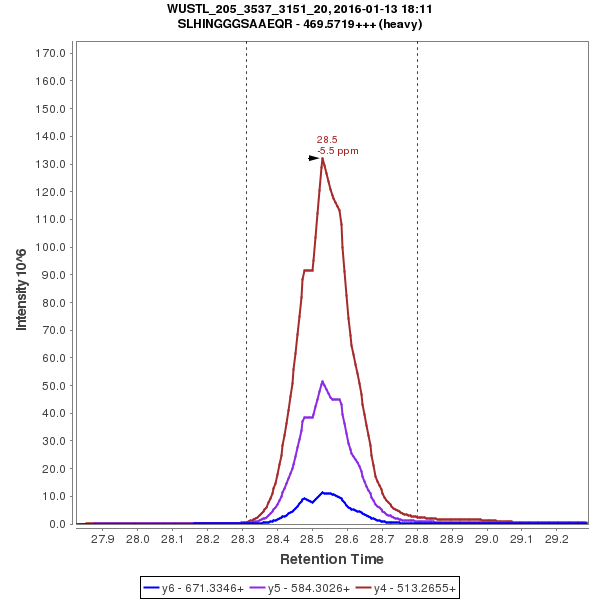 WUSTL_205_3537_3151_20, 2016-01-13 18:11
SLHINGGGSAAEQR - 469.5719+++ (heavy)
170.0
160.0
150.0
140.0
130.0
120.0
110.0
100.0
90.0
80.0
70.0
60.0
50.0
40.0
30.0
20.0
10.0
0.0
Intensity 10^6
28.5
-5.5 ppm
27.9 28.0 28.1 28.2 28.3 28.4 28.5 28.6 28.7 28.8 28.9 29.0 29.1 29.2
Retention Time
y6 - 671.3346+ y5 - 584.3026+ y4 - 513.2655+